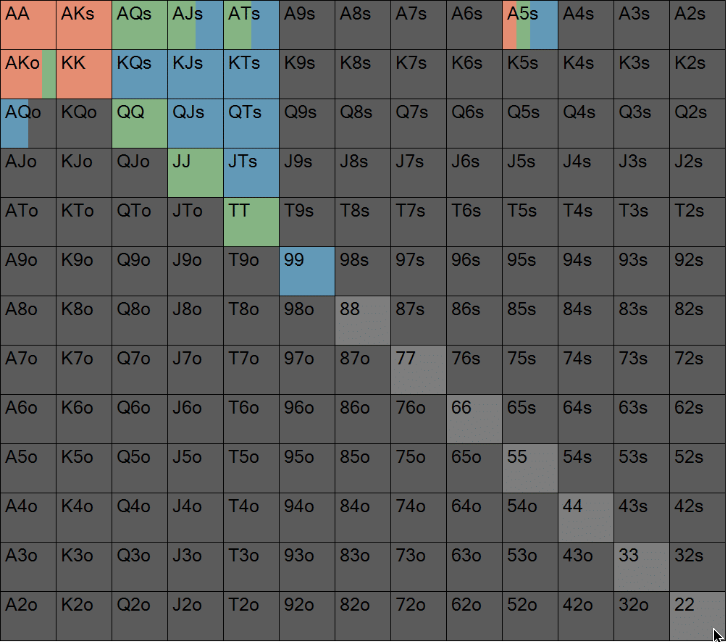 AA AKs AQs AJs ATs A9s A8s A7s A6s A5s A4s A3s A2s
AKo KK KQs KJs KTs K9s K8s K7s K6s K5s K4s K3s K2s
AQo KQo QQ QJs QTs Q9s Q8s Q7s Q6s Q5s Q4s Q3s Q2s
AJo KJo QJo JJ JTs J9s J8s J7s J6s J5s J4s J3s J2s
ATo KTo QTo JTo TT T9s T8s T7s T6s T5s T4s T3s T2s
A9o K9o Q9o J9o T9o 99 98s 97s 96s 95s 94s 93s 92s
A8o K8o Q8o J8o T8o 98o 88 87s 86s 85s 84s 83s 82s
A7o K7o Q7o J7o T7o 97o 87o 77 76s 75s 74s 73s 72s
A6o K6o Q6o J6o T6o 96o 86o 76o 66 65s 64s 63s 62s
A5o K5o Q5o J5o T5o 95o 85o 75o 65o 55 54s 53s 52s
A4o K4o Q4o J4o T4o 94o 84o 74o 64o 54o 44 43s 42s
A3o K3o Q3o J3o T3o 93o 83o 73o 63o 53o 43o 33 32s
A2o K2o Q2o J2o T2o 92o 82o 72o 62o 52o 42o 32o 22